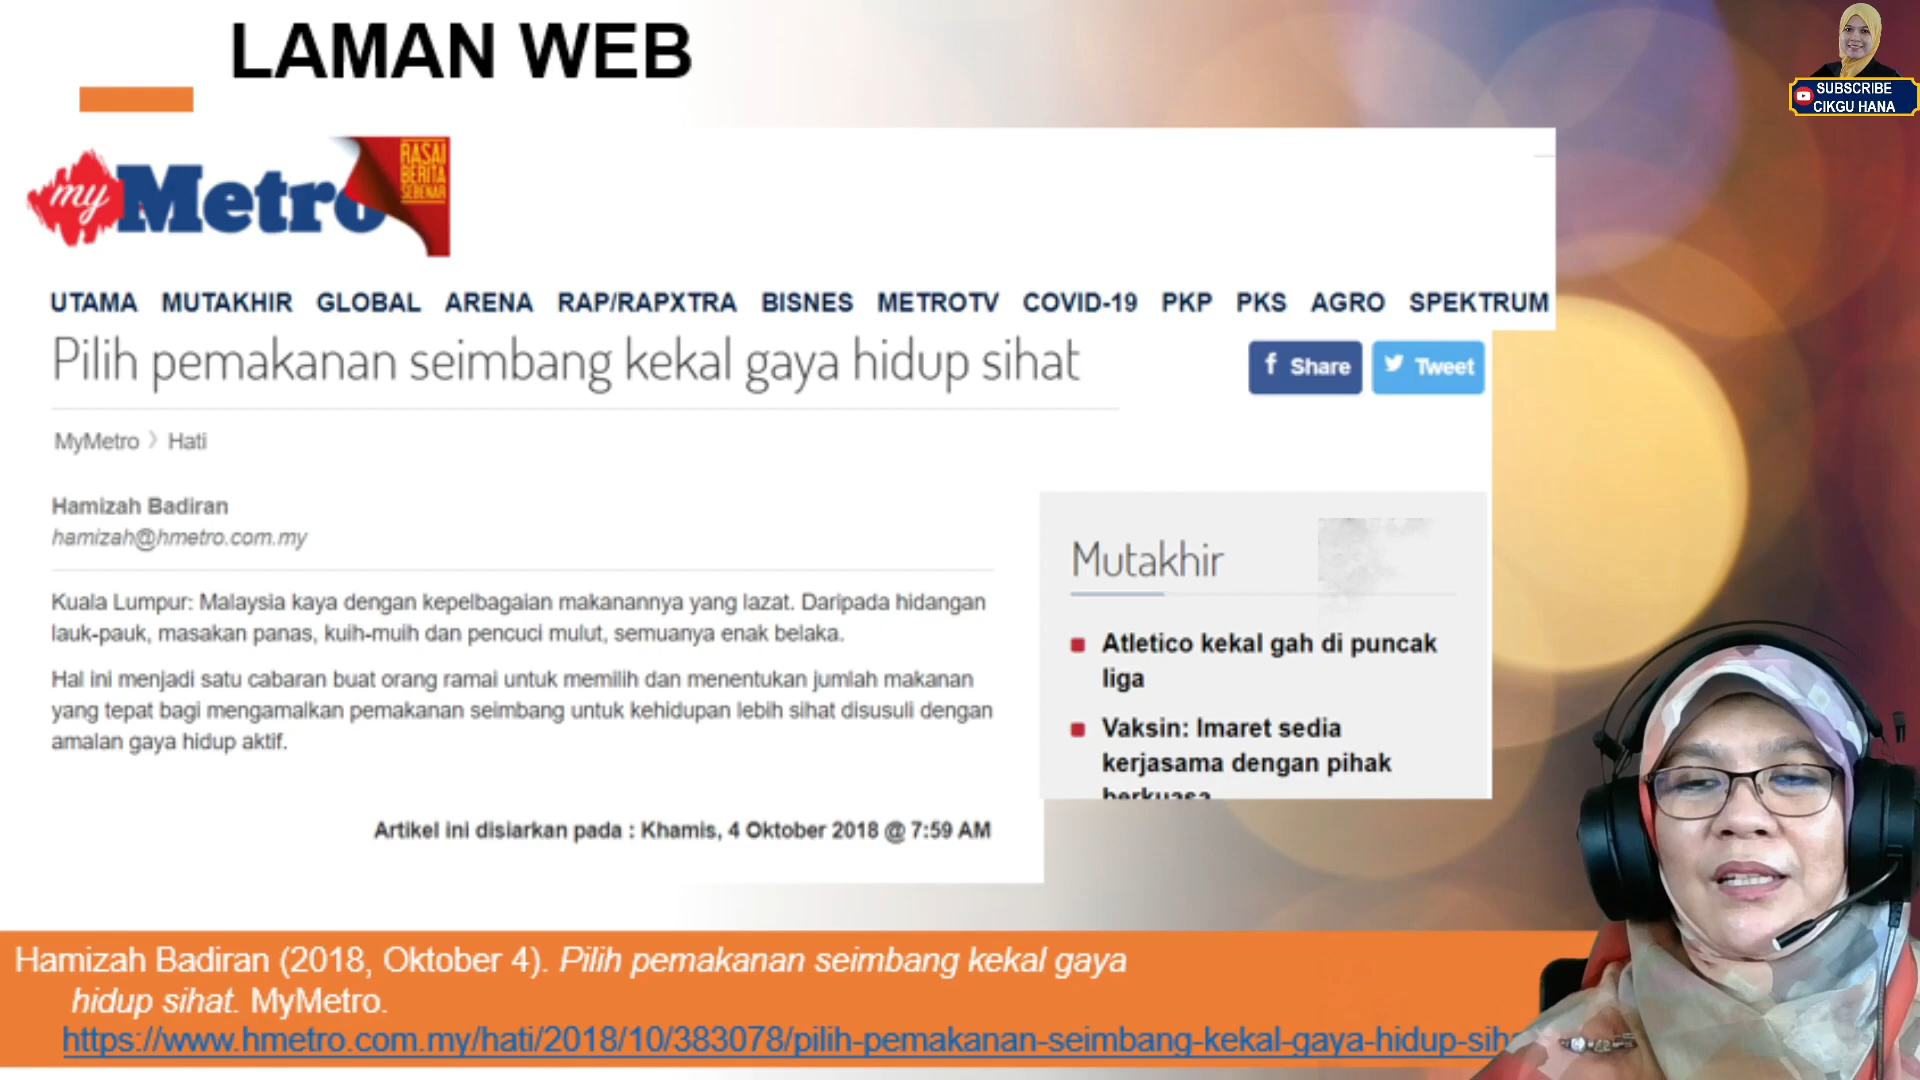 LAMAN WEB
SUBSCRIBE
CIKGU HANA
my Metro
RASAI
BERITA
SEBENAR
UTAMA MUTAKHIR GLOBAL ARENA RAP/RAPXTRA BISNES METROTV COVID-19 PKP PKS AGRO SPEKTRUM
Pilih pemakanan seimbang kekal gaya hidup sihat
Share
Tweet
MyMetro > Hati
Hamizah Badiran
hamizah@hmetro.com.my
Kuala Lumpur: Malaysia kaya dengan kepelbagaian makanannya yang lazat. Daripada hidangan
lauk-pauk, masakan panas, kuih-muih dan pencuci mulut, semuanya enak belaka.
Hal ini menjadi satu cabaran buat orang ramai untuk memilih dan menentukan jumlah makanan
yang tepat bagi mengamalkan pemakanan seimbang untuk kehidupan lebih sihat disusuli dengan
amalan gaya hidup aktif.
Artikel ini disiarkan pada : Khamis, 4 Oktober 2018 @ 7:59 AM
Mutakhir
Atletico kekal gah di puncak
liga
Vaksin: Imaret sedia
kerjasama dengan pihak
berkuasa
Hamizah Badiran (2018, Oktober 4). Pilih pemakanan seimbang kekal gaya
hidup sihat. MyMetro.
https://www.hmetro.com.my/hati/2018/10/383078/pilih-pemakanan-seimbang-kekal-gaya-hidup-sih